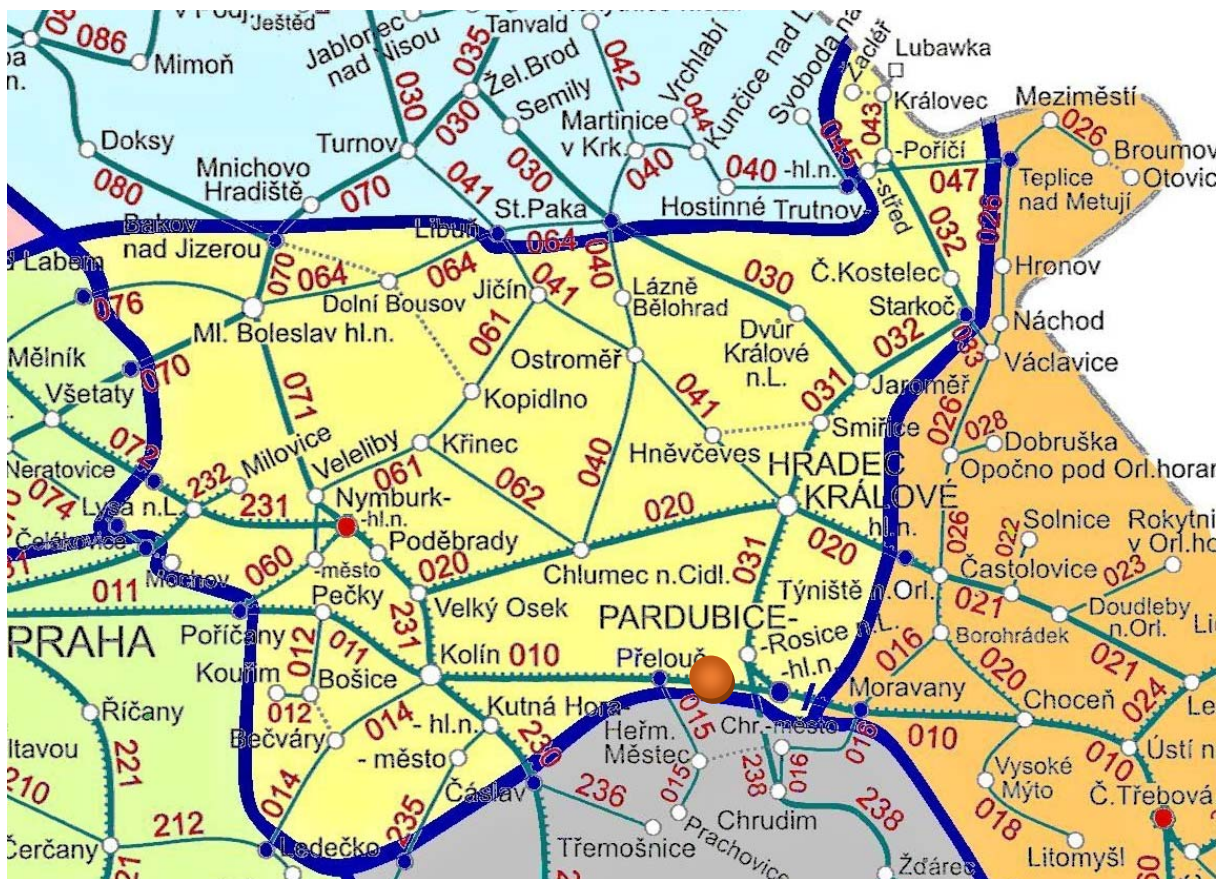 Ještěd
086
Mimoň
Jablonec
nad Nisou
030
035
Tanvald
Žel.Brod
042
Vrchlabí
044
Kunčice nad L
Svoboda na
Žacléř
Lubawka
Královec
043
Meziměstí
026
Broumov
Otovic
Doksy
080
Mnichovo
Hradiště
Turnov
070
030
Semily
030
041
Martinice
v Krk.
040
040
-hl.n.
045
-Poříčí
-střed
047
Teplice
nad Metují
St.Paka
Hostinné
Trutnov-
Bakov
nad Jizerou
Libuň
064
040
032
026
d Labem
076
070
064
064
Dolní Bousov
Jičín
041
Lázně
Bělohrad
030
Č.Kostelec
Hronov
Starkoč
Náchod
033
Václavice
Ml. Boleslav hl.n.
061
Ostroměř
Dvůr
Králové
n.L.
032
Mělník
070
Všetaty
071
Kopidlno
041
031
Jaroměř
Smiřice
026
028
Dobruška
Opočno pod Orl.horar
072
Neratovice
074
232
Milovice
Veleliby
061
Křinec
062
040
Hněvčeves
HRADEC
KRÁLOVÉ
hl.n.
Lysá n.L.
231
Nymburk-
-hl.n.
-město
Poděbrady
020
020
026
022
Solnice
Rokytni
v Orl.ho
Čelákovice
Mochov
011
060
020
Chlumec n.Cidl.
031
Týniště n.Orl.
Častolovice
023
021
Doudleby
n.Orl.
Pečky
231
Velký Osek
PARDUBICE-
-Rosice n.L.
-hl.n.
016
Borohrádek
020
021
PRAHA
Poříčany
Kouřim
012
011
Bošice
012
Kolín
010
Přelouč
Moravany
Choceň
024
Říčany
221
Bečváry
014
Kutná Hora
- hl.n.
- město
230
Heřm.
Městec
015
Chr.-město
016
010
010
Ústí n
ltavou
210
212
Čerčany
014
Ledečko
235
Čáslav
236
Třemošnice
015
Prachovice
238
016
Chrudim
238
Žďárec
Vysoké
Mýto
018
Litomyšl
Č.Třebová